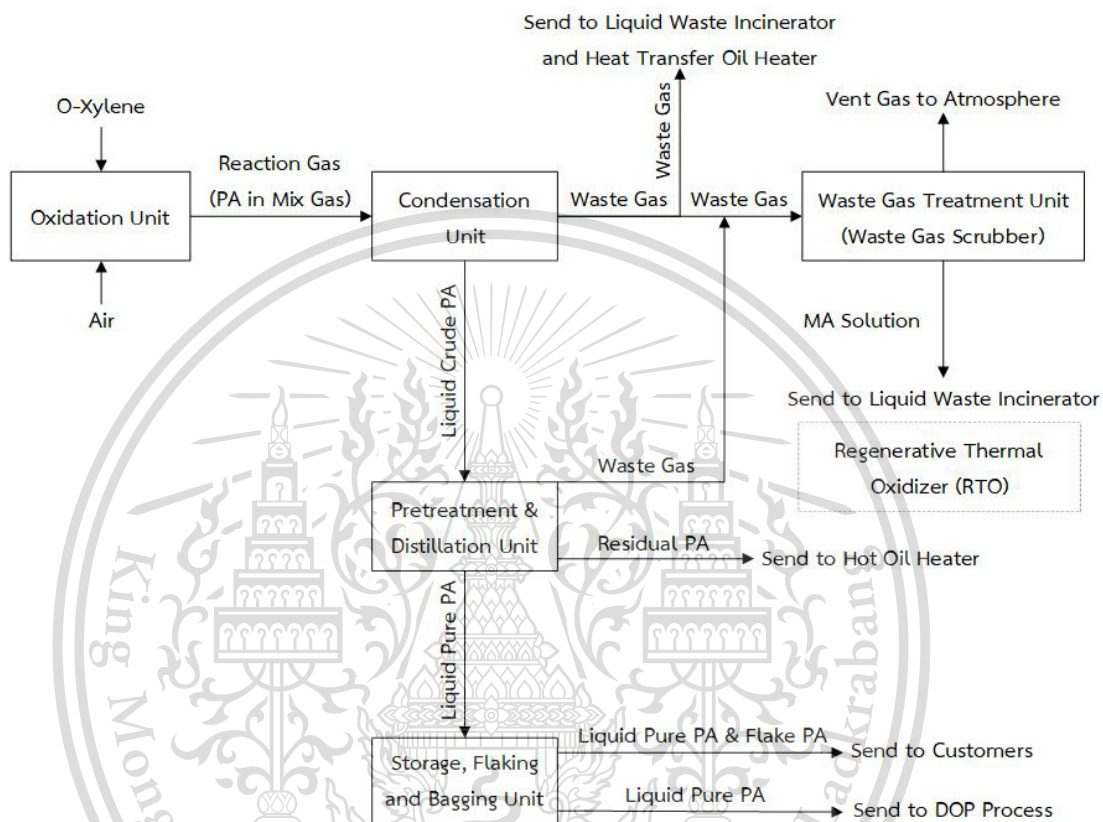 Send to Liquid Waste Incinerator
and Heat Transfer Oil Heater
Waste Gas
Vent Gas to Atmosphere
O-Xylene
Reaction Gas
(PA in Mix Gas)
Oxidation Unit
Condensation
Unit
Waste Gas
Waste Gas
Waste Gas Treatment Unit
(Waste Gas Scrubber)
Air
Liquid Crude PA
MA Solution
Send to Liquid Waste Incinerator
Regenerative Thermal
Oxidizer (RTO)
Waste Gas
Pretreatment &
Distillation Unit
Residual PA
Send to Hot Oil Heater
Liquid Pure PA
Liquid Pure PA & Flake PA
Send to Customers
Storage, Flaking
and Bagging Unit
Liquid Pure PA
Send to DOP Process
King Mong
adkrabang